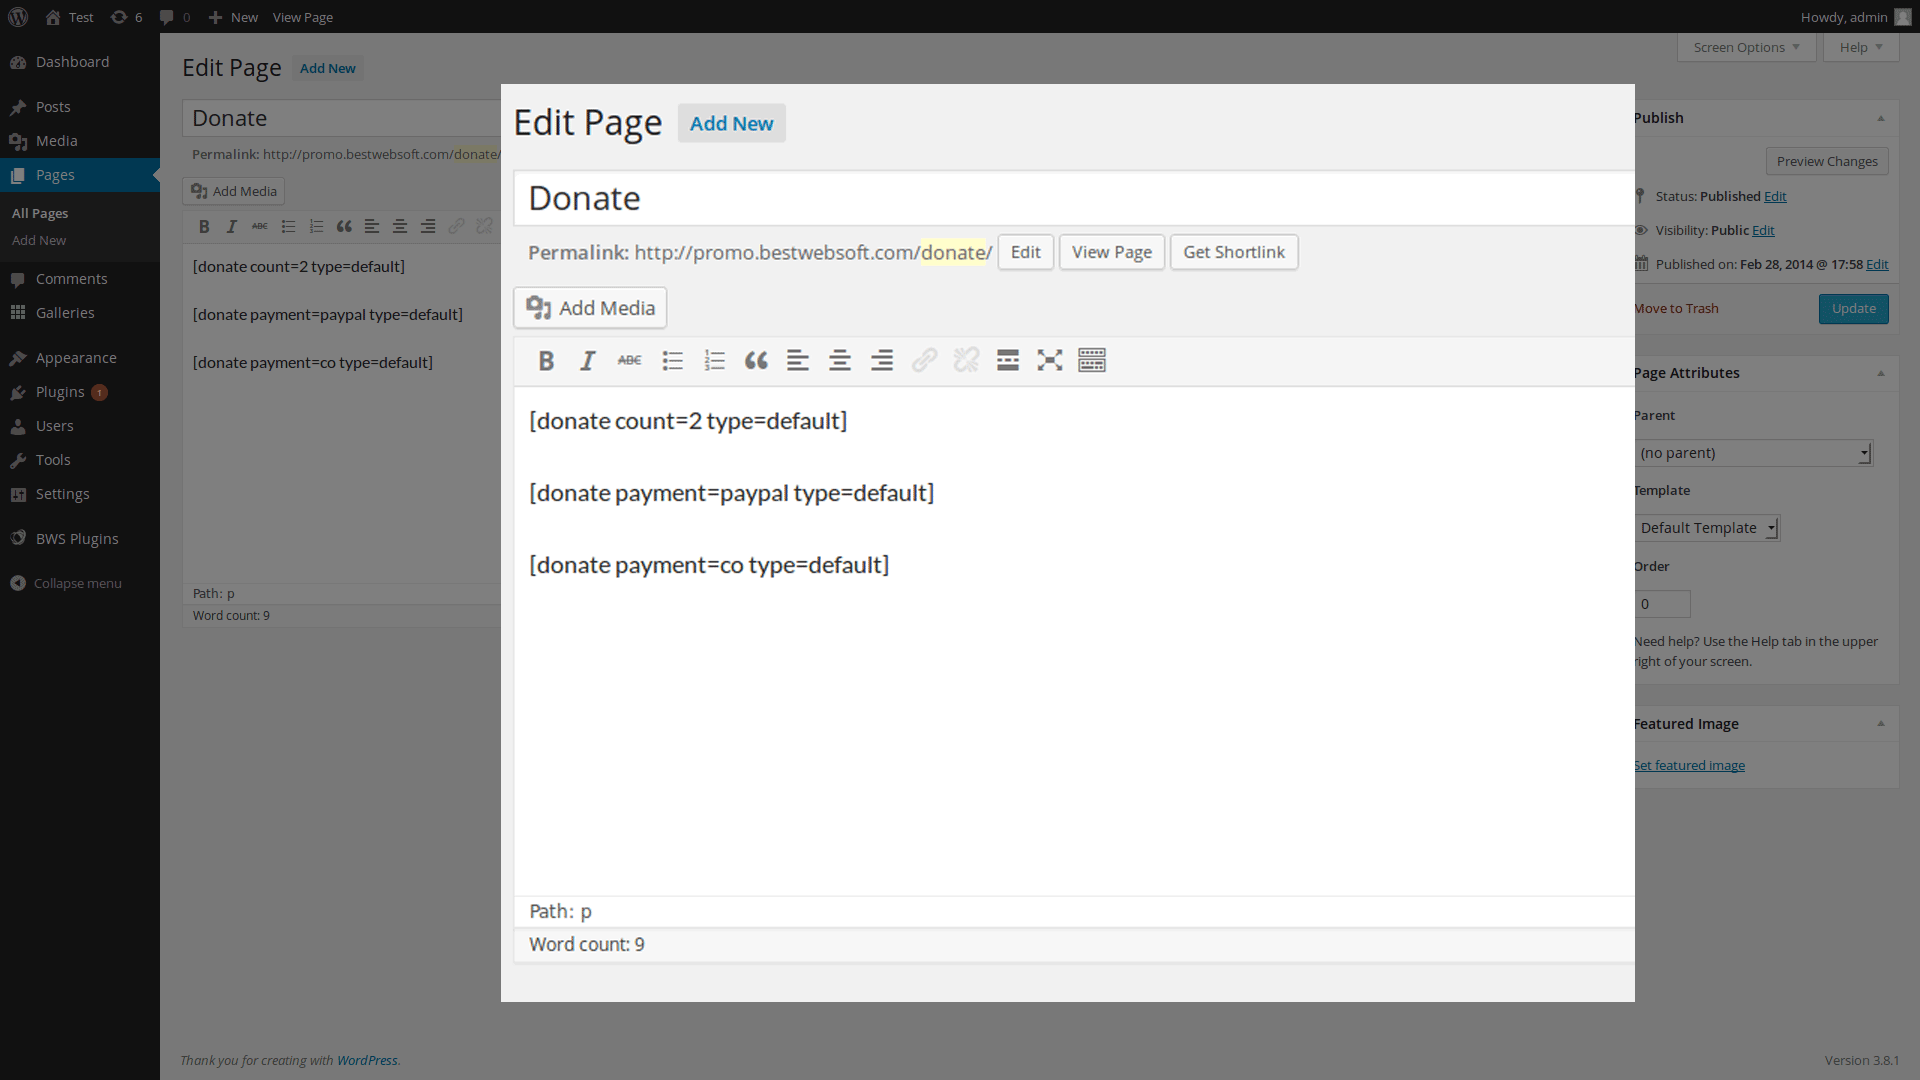 Test 6 0 New View Page Howdy, admin
Screen Options Help
Dashboard
Posts
Media
Pages
All Pages
Add New
Comments
Galleries
Appearance
Plugins 1
Users
Tools
Settings
BWS Plugins
Collapse menu
Edit Page Add New
Donate
Permalink: http://promo.bestwebsoft.com/donate/
Add Media
B I ABC
[donate count=2 type=default]
[donate payment=paypal type=default]
[donate payment=co type=default]
Path: p
Word count: 9
Edit Page Add New
Donate
Permalink: http://promo.bestwebsoft.com/donate/ Edit View Page Get Shortlink
Add Media
B I ABC
[donate count=2 type=default]
[donate payment=paypal type=default]
[donate payment=co type=default]
Path: p
Word count: 9
Publish
Preview Changes
Status: Published Edit
Visibility: Public Edit
Published on: Feb 28, 2014 @ 17:58 Edit
Move to Trash Update
Page Attributes
Parent
(no parent)
Template
Default Template
Order
0
Need help? Use the Help tab in the upper
right of your screen.
Featured Image
Set featured image
Thank you for creating with WordPress.
Version 3.8.1